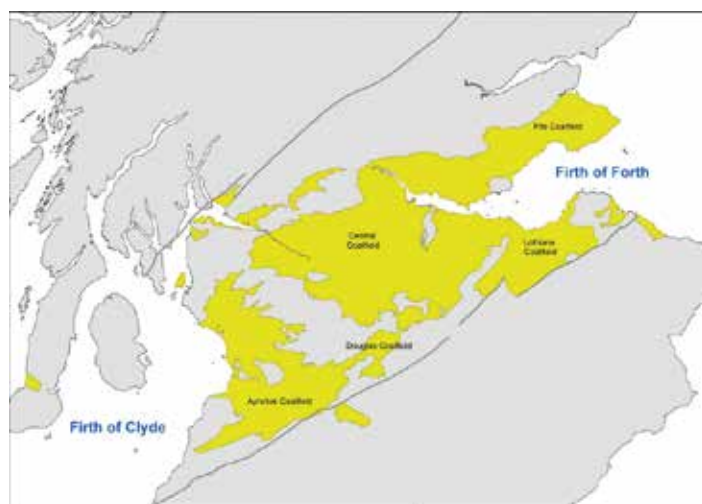 Fife Coalfield
Firth of Forth
Central
Coalfield
Lothians
Coalfield
Douglas Coalfield
Ayrshire Coalfield
Firth of Clyde